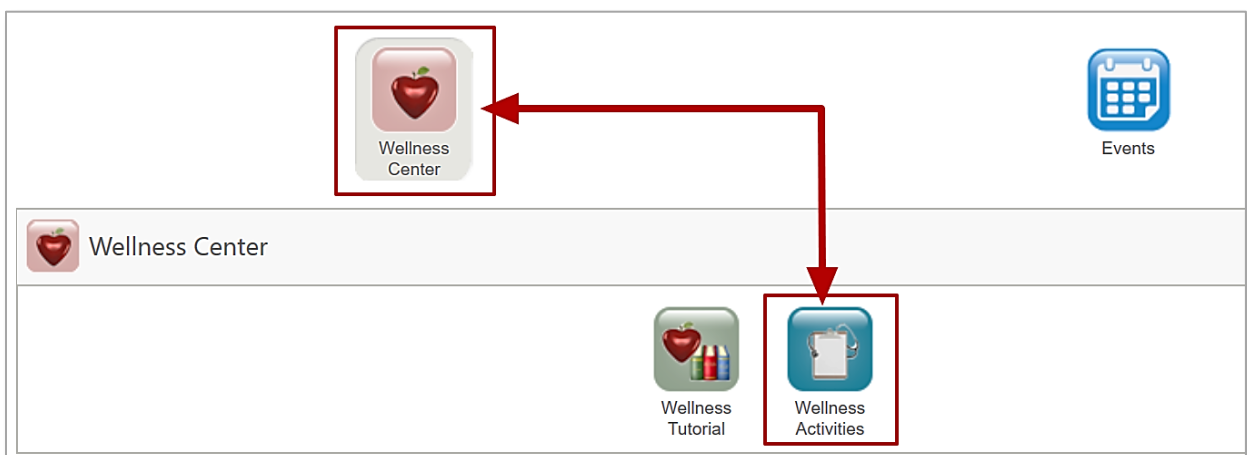 Wellness
Center
Events
Wellness Center
Wellness
Tutorial
Wellness
Activities